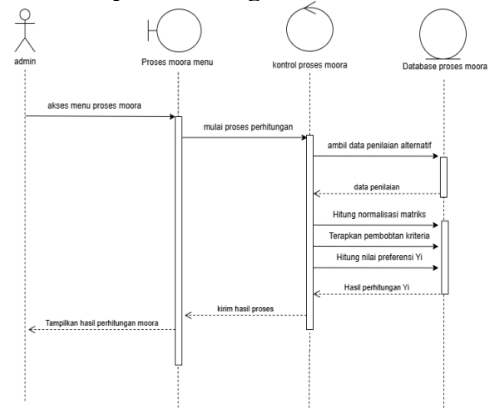 admin
Proses moora menu
kontrol proses moora
Database proses moora
akses menu proses moora
mulai proses perhitungan
ambil data penilaian alternatif
data penilaian
Hitung normalisasi matriks
Terapkan pembobtan kriteria
Hitung nilai preferensi Yi
Hasil perhitungan Yi
kirim hasil proses
Tampilkan hasil perhitungan moora